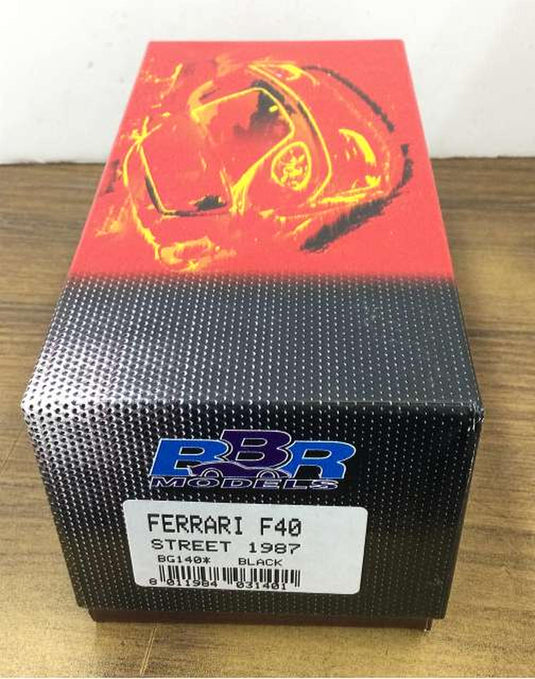 BBR
MODELS
FERRARI F40
STREET 1987
BG140* BLACK
8 011984 031401